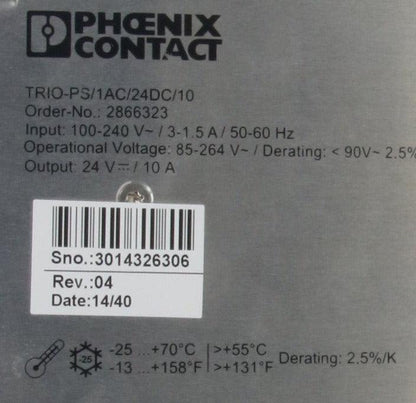 PHŒNIX
CONTACT
TRIO-PS/1AC/24DC/10
Order-No.: 2866323
Input: 100-240 V~ / 3-1.5 A / 50-60 Hz
Operational Voltage: 85-264 V~ / Derating: < 90V~ 2.5%
Output: 24 V⎓ / 10 A
Sno.:3014326306
Rev.:04
Date:14/40
-25 -25 ...+70°C >+55°C Derating: 2.5%/K
-13 ...+158°F >+131°F